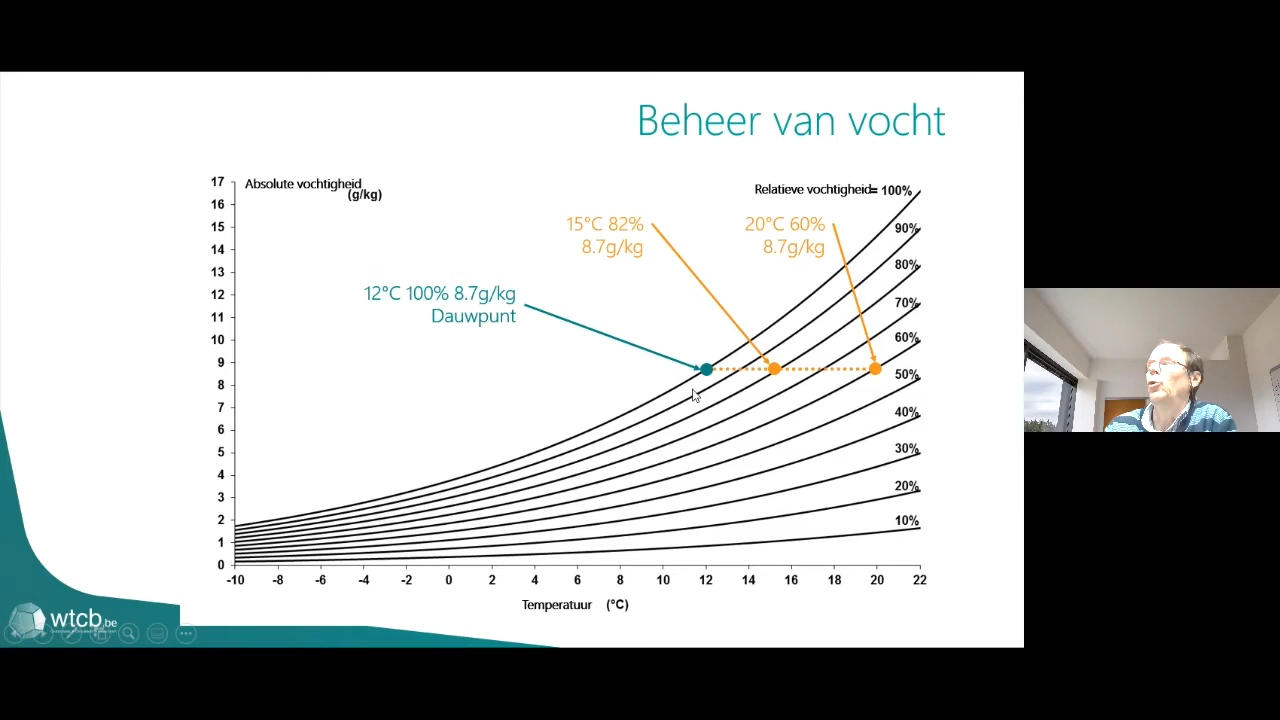 Beheer van vocht
Absolute vochtigheid
(g/kg)
Relatieve vochtigheid= 100%
15°C 82%
8.7g/kg
20°C 60%
8.7g/kg
12°C 100% 8.7g/kg
Dauwpunt
90%
80%
70%
60%
50%
40%
30%
20%
10%
17
16
15
14
13
12
11
10
9
8
7
6
5
4
3
2
1
0
-10 -8 -6 -4 -2 0 2 4 6 8 10 12 14 16 18 20 22
Temperatuur (°C)
wtcb.be